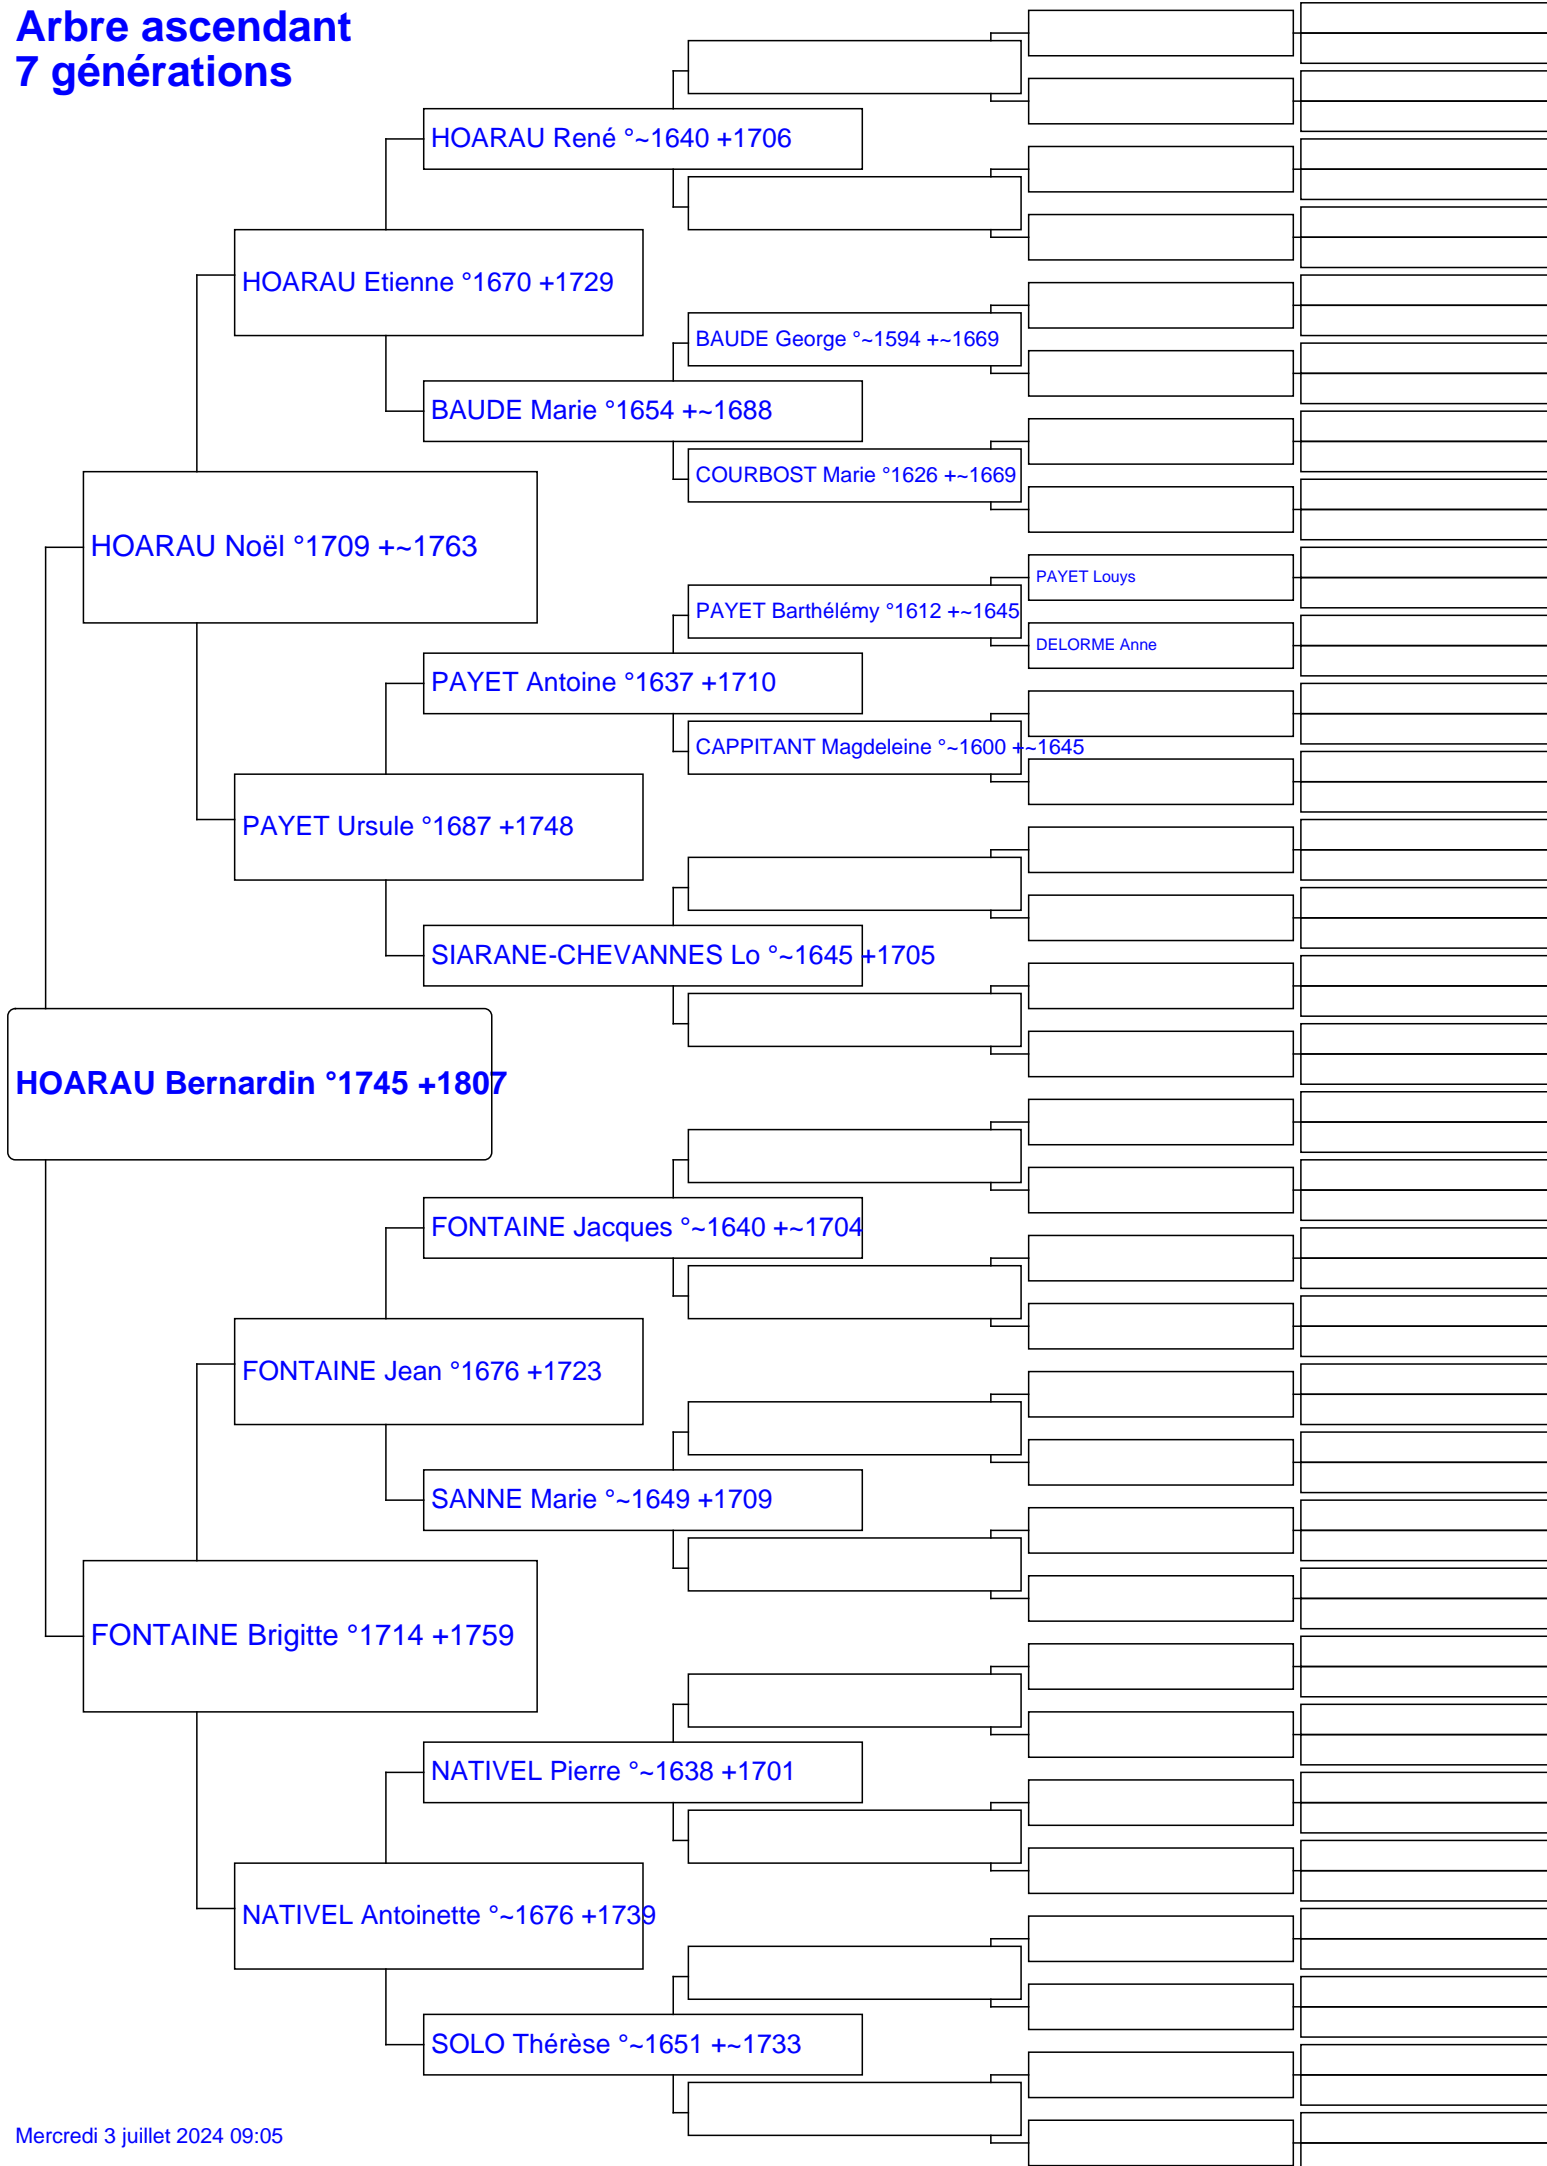 Arbre ascendant
7 générations
HOARAU René °~1640 +1706
HOARAU Etienne °1670 +1729
BAUDE George °~1594 +~1669
BAUDE Marie °1654 +~1688
COURBOST Marie °1626 +~1669
HOARAU Noël °1709 +~1763
PAYET Louys
PAYET Barthélémy °1612 +~1645
DELORME Anne
PAYET Antoine °1637 +1710
CAPPITANT Magdeleine °~1600 +~1645
PAYET Ursule °1687 +1748
SIARANE-CHEVANNES Lo °~1645 +1705
HOARAU Bernardin °1745 +1807
FONTAINE Jacques °~1640 +~1704
FONTAINE Jean °1676 +1723
SANNE Marie °~1649 +1709
FONTAINE Brigitte °1714 +1759
NATIVEL Pierre °~1638 +1701
NATIVEL Antoinette °~1676 +1739
SOLO Thérèse °~1651 +~1733
Mercredi 3 juillet 2024 09:05